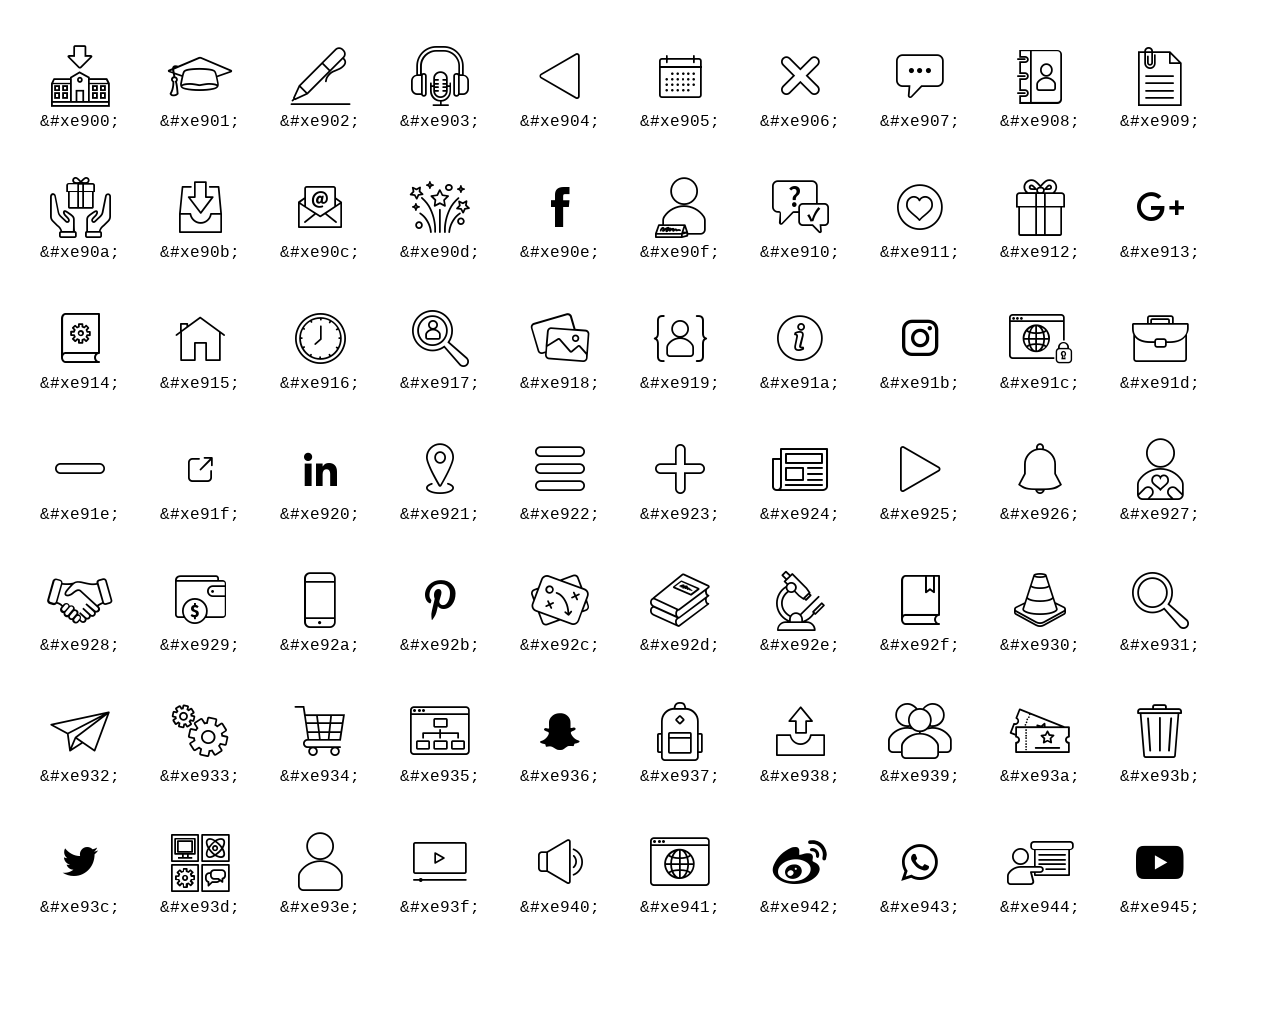 &#xe900; &#xe901; &#xe902; &#xe903; &#xe904; &#xe905; &#xe906; &#xe907; &#xe908; &#xe909;
&#xe90a; &#xe90b; &#xe90c; &#xe90d; &#xe90e; &#xe90f; &#xe910; &#xe911; &#xe912; &#xe913;
&#xe914; &#xe915; &#xe916; &#xe917; &#xe918; &#xe919; &#xe91a; &#xe91b; &#xe91c; &#xe91d;
&#xe91e; &#xe91f; &#xe920; &#xe921; &#xe922; &#xe923; &#xe924; &#xe925; &#xe926; &#xe927;
&#xe928; &#xe929; &#xe92a; &#xe92b; &#xe92c; &#xe92d; &#xe92e; &#xe92f; &#xe930; &#xe931;
&#xe932; &#xe933; &#xe934; &#xe935; &#xe936; &#xe937; &#xe938; &#xe939; &#xe93a; &#xe93b;
&#xe93c; &#xe93d; &#xe93e; &#xe93f; &#xe940; &#xe941; &#xe942; &#xe943; &#xe944; &#xe945;